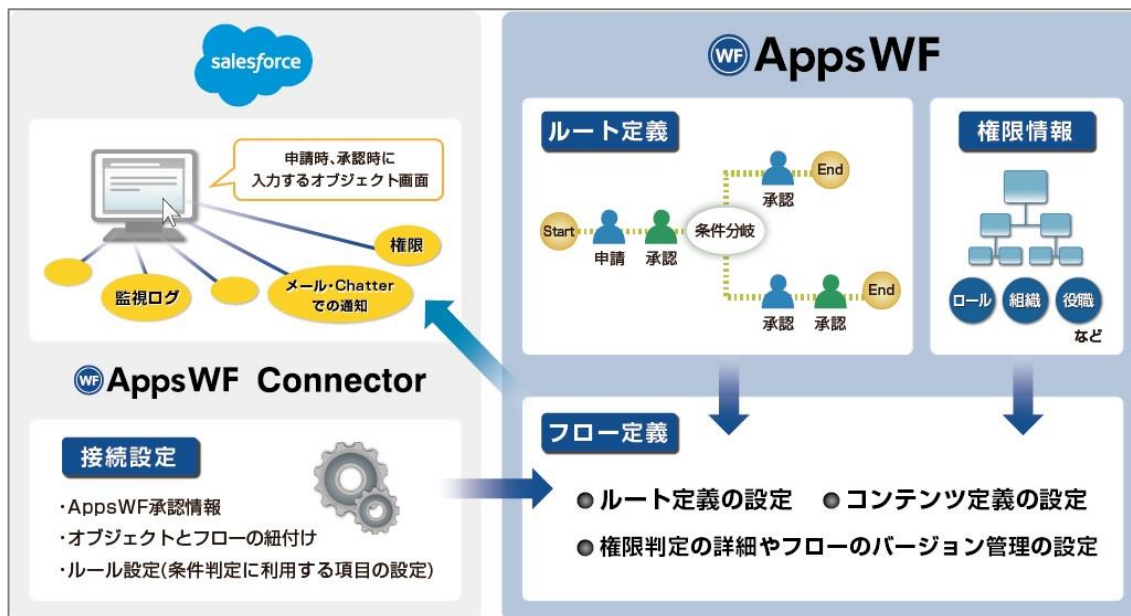 salesforce
申請時、承認時に
入力するオブジェクト画面
権限
監視ログ
メール・Chatter
での通知
WF AppsWF Connector
接続設定
・AppsWF承認情報
・オブジェクトとフローの紐付け
・ルール設定(条件判定に利用する項目の設定)
WF AppsWF
ルート定義
Start
申請
承認
条件分岐
承認
End
承認
承認
End
権限情報
ロール
組織
役職
など
フロー定義
ルート定義の設定
コンテンツ定義の設定
権限判定の詳細やフローのバージョン管理の設定